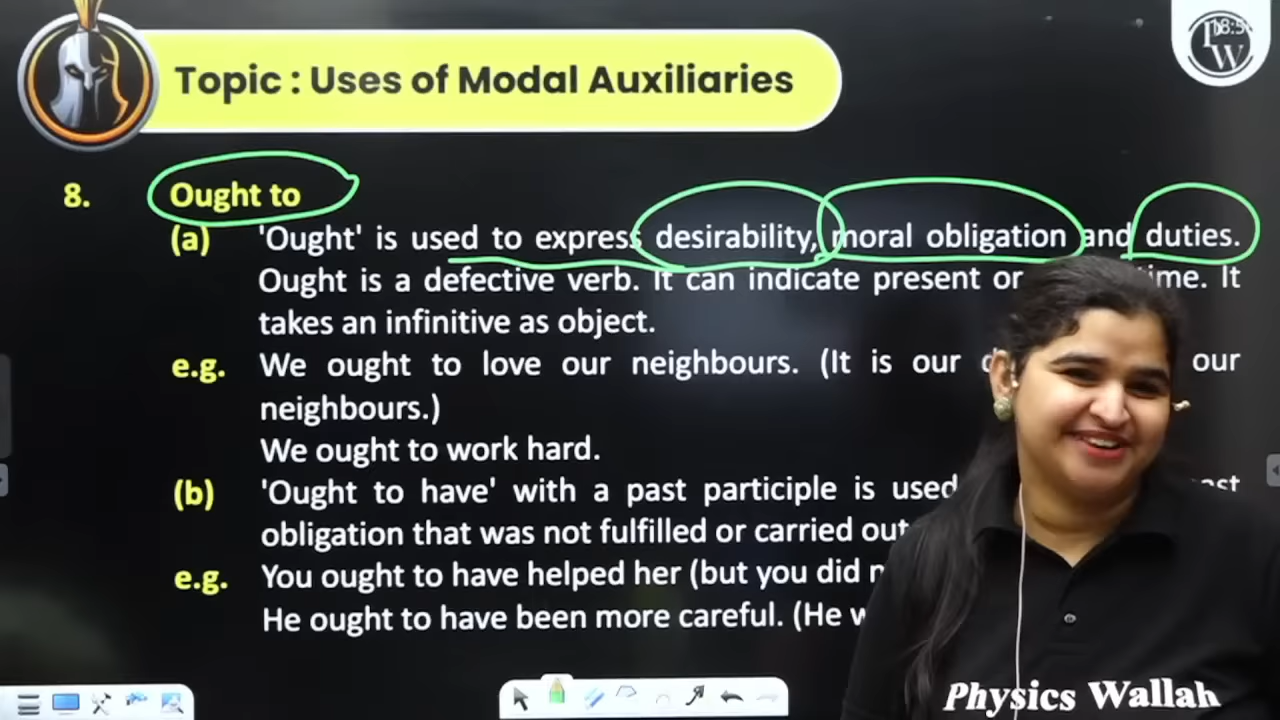 Topic : Uses of Modal Auxiliaries
8. Ought to
(a) 'Ought' is used to express desirability, moral obligation and duties.
Ought is a defective verb. It can indicate present or time. It
takes an infinitive as object.
e.g. We ought to love our neighbours. (It is our our
neighbours.)
We ought to work hard.
(b) 'Ought to have' with a past participle is used
obligation that was not fulfilled or carried out
e.g. You ought to have helped her (but you did
He ought to have been more careful. (He
Physics Wallah
PW